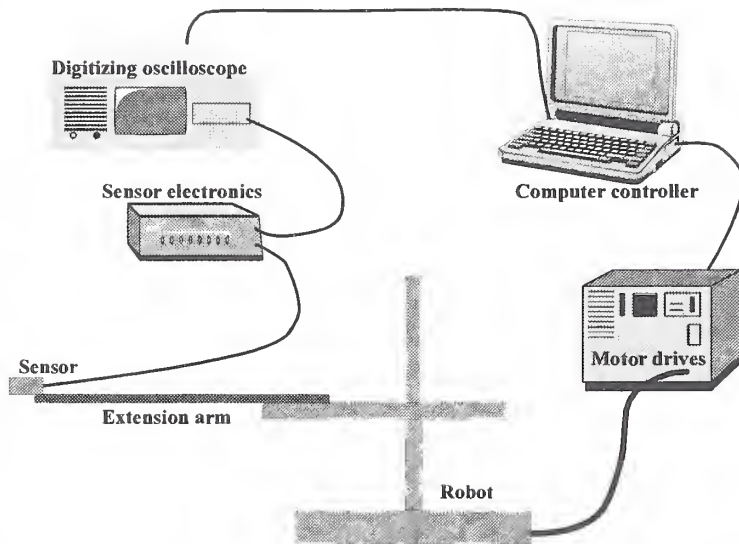 Digitizing oscilloscope
Sensor electronics
Computer controller
Motor drives
Sensor
Extension arm
Robot